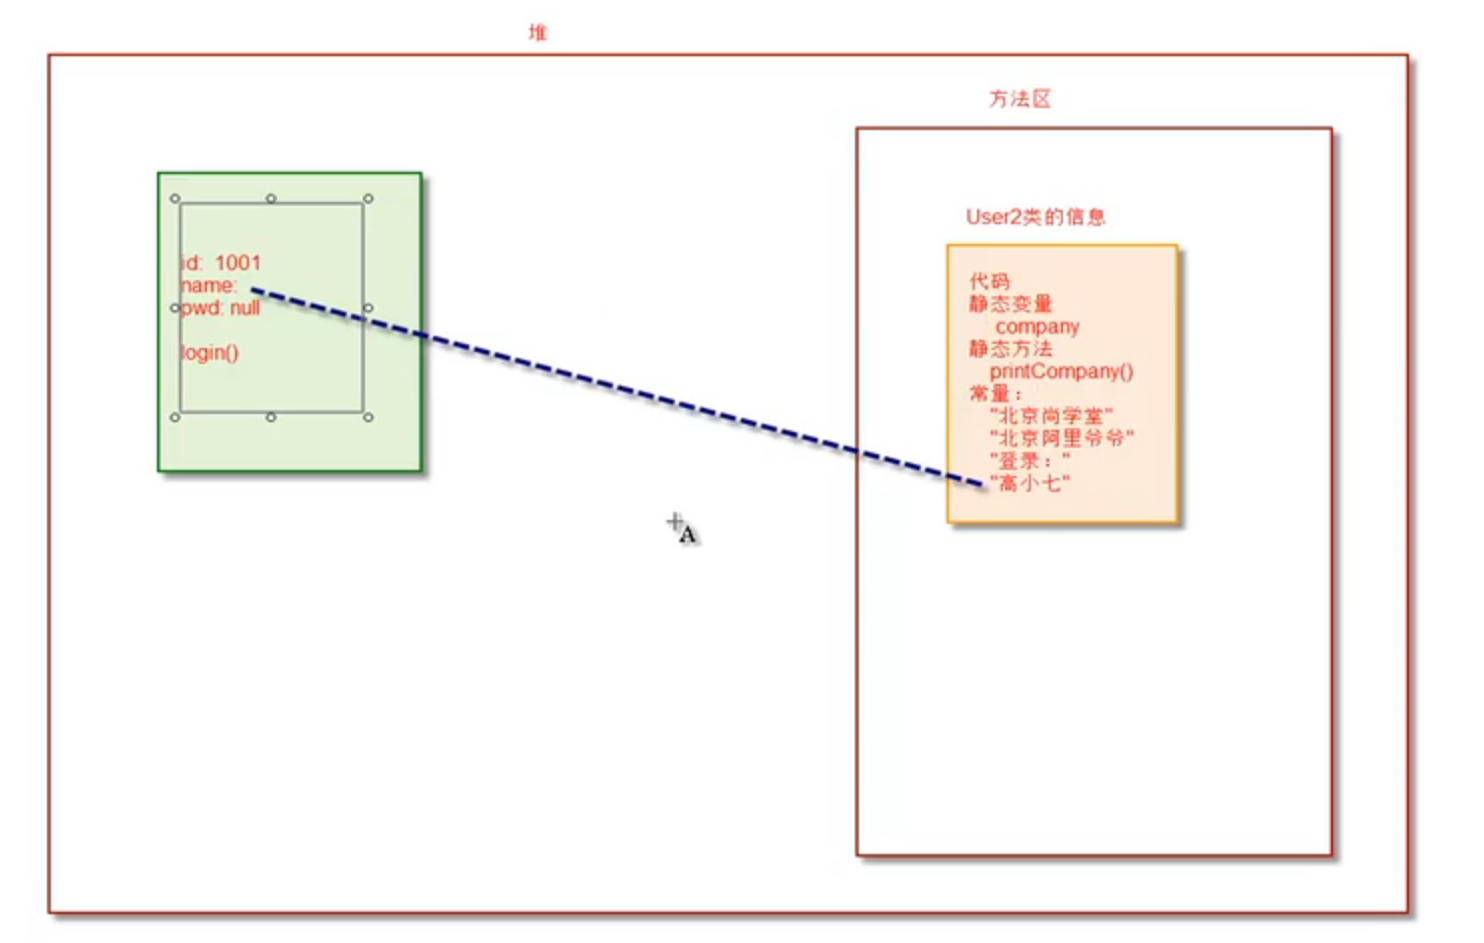 堆
方法区
User2类的信息
id: 1001
name:
pwd: null
login()
代码
静态变量
company
静态方法
printCompany()
常量：
"北京尚学堂"
"北京阿里爷爷"
"登录："
"高小七"
A